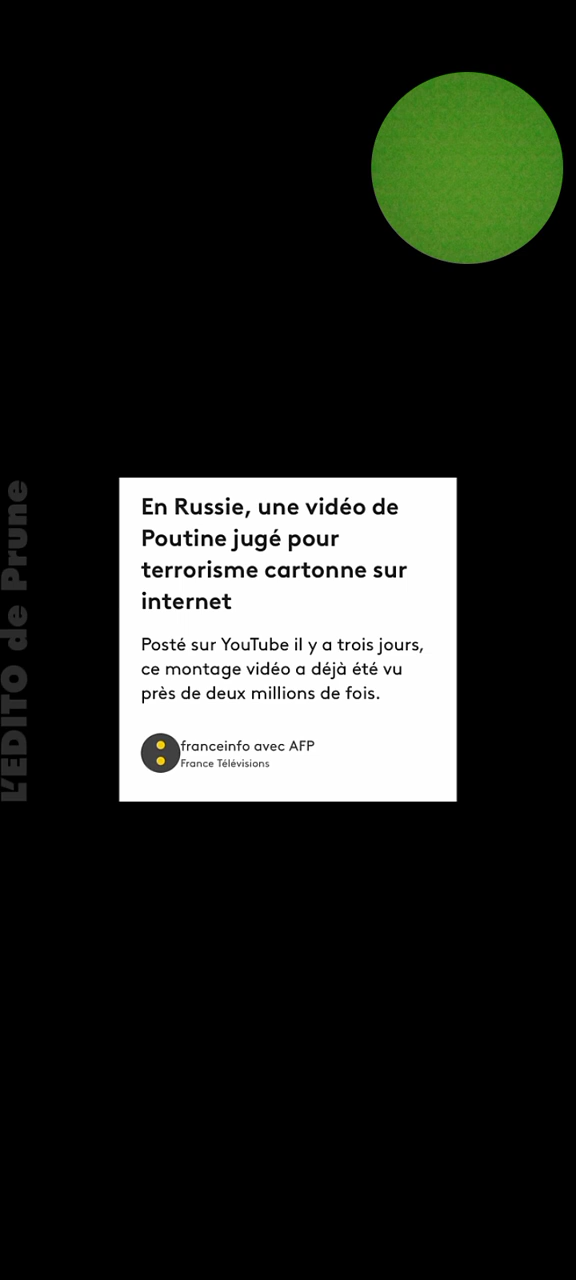 L'EDITO de Prune
En Russie, une vidéo de
Poutine jugé pour
terrorisme cartonne sur
internet
Posté sur YouTube il y a trois jours,
ce montage vidéo a déjà été vu
près de deux millions de fois.
franceinfo avec AFP
France Télévisions